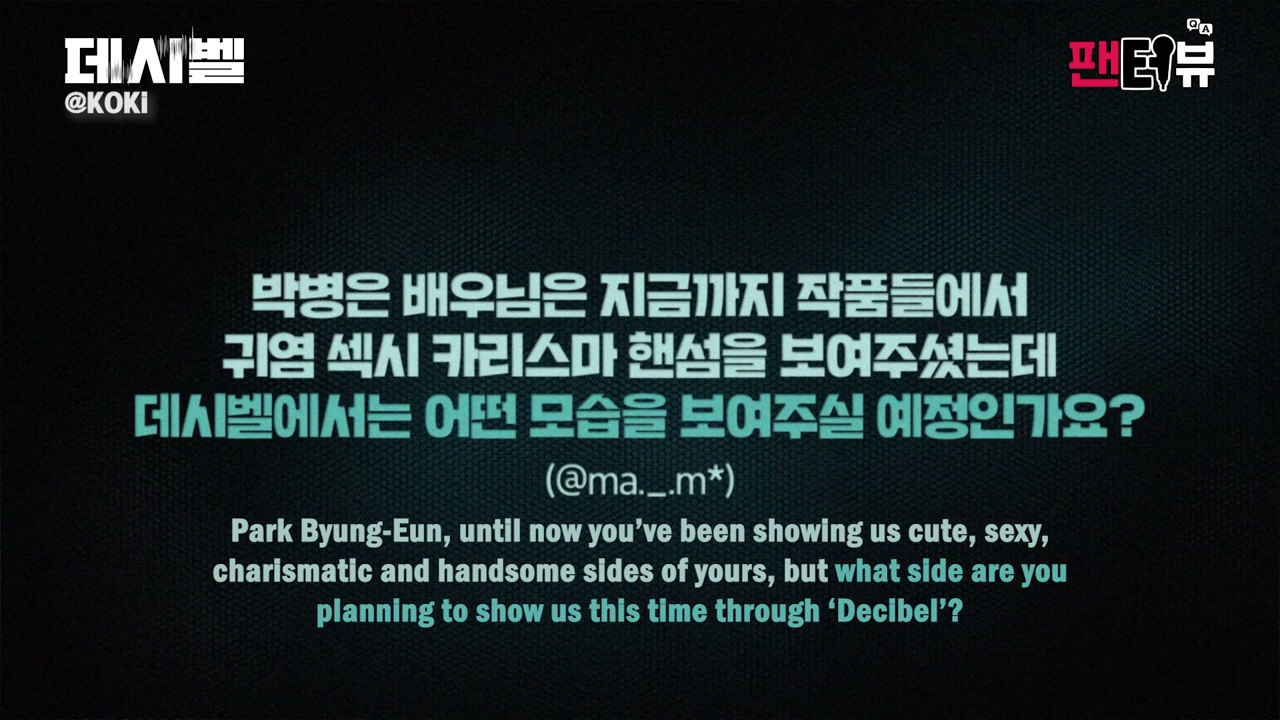 데시벨
@KOKi
Q A
팬터뷰
박병은 배우님은 지금까지 작품들에서
귀염 섹시 카리스마 핸섬을 보여주셨는데
데시벨에서는 어떤 모습을 보여주실 예정인가요?
(@ma._.m*)
Park Byung-Eun, until now you’ve been showing us cute, sexy,
charismatic and handsome sides of yours, but what side are you
planning to show us this time through ‘Decibel’?